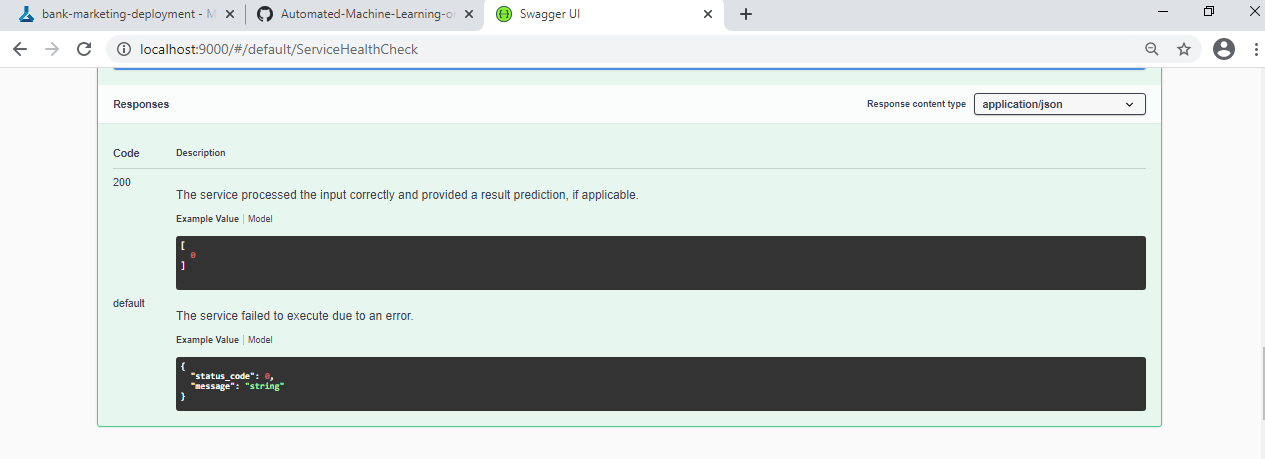 bank-marketing-deployment - M
Automated-Machine-Learning-o
Swagger UI
localhost:9000/#/default/ServiceHealthCheck
Responses
Response content type
application/json
Code
Description
200
The service processed the input correctly and provided a result prediction, if applicable.
Example Value | Model
[
0
]
default
The service failed to execute due to an error.
Example Value | Model
{
"status_code": 0,
"message": "string"
}